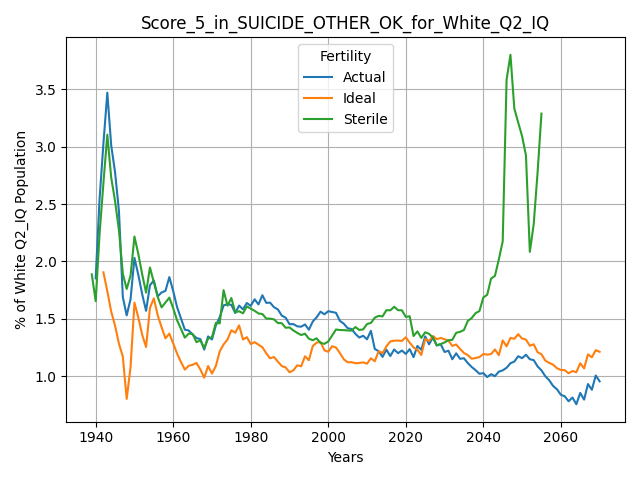 Score_5_in_SUICIDE_OTHER_OK_for_White_Q2_IQ
Fertility
Actual
Ideal
Sterile
% of White Q2_IQ Population
3.5
3.0
2.5
2.0
1.5
1.0
1940
1960
1980
2000
2020
2040
2060
Years